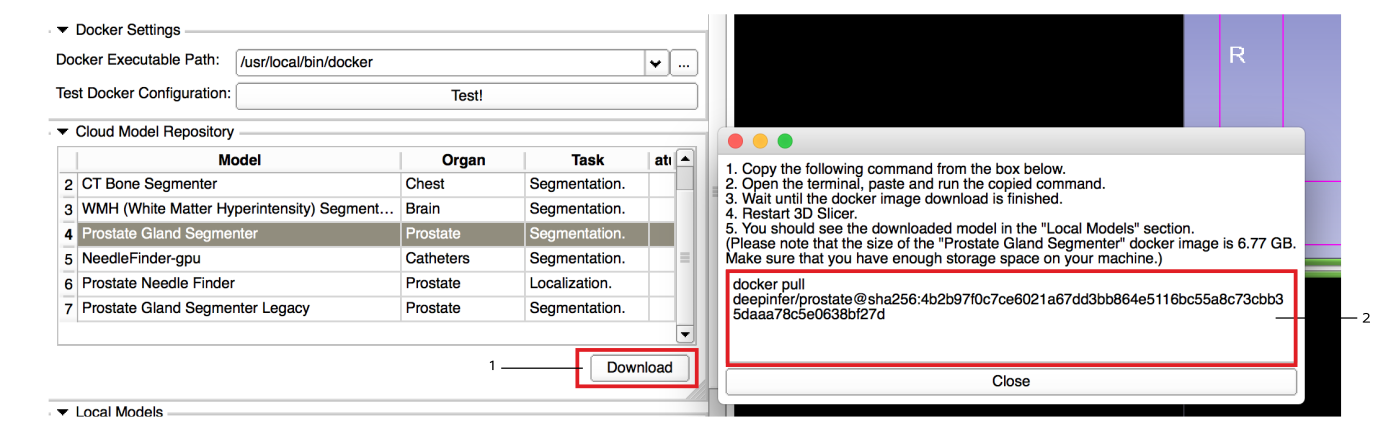 Docker Settings
Docker Executable Path: /usr/local/bin/docker ...
Test Docker Configuration: Test!
Cloud Model Repository
Model Organ Task atu
2 CT Bone Segmenter Chest Segmentation.
3 WMH (White Matter Hyperintensity) Segment... Brain Segmentation.
4 Prostate Gland Segmenter Prostate Segmentation.
5 NeedleFinder-gpu Catheters Segmentation.
6 Prostate Needle Finder Prostate Localization.
7 Prostate Gland Segmenter Legacy Prostate Segmentation.
1
Download
Local Models
R
1. Copy the following command from the box below.
2. Open the terminal, paste and run the copied command.
3. Wait until the docker image download is finished.
4. Restart 3D Slicer.
5. You should see the downloaded model in the "Local Models" section.
(Please note that the size of the "Prostate Gland Segmenter" docker image is 6.77 GB.
Make sure that you have enough storage space on your machine.)
docker pull
deepinfer/prostate@sha256:4b2b97f0c7ce6021a67dd3bb864e5116bc55a8c73cbb3
5daaa78c5e0638bf27d
2
Close